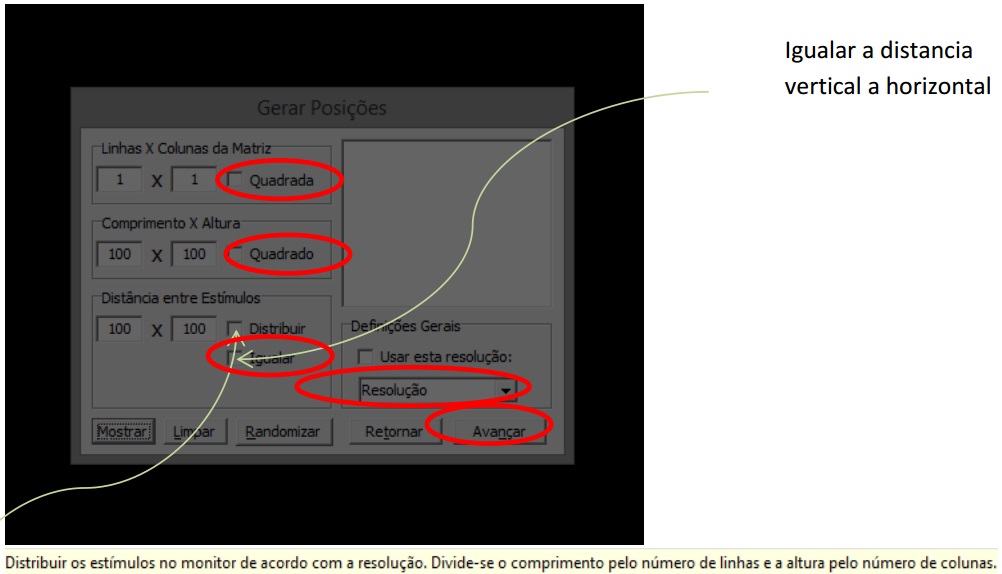 Igualar a distancia
vertical a horizontal
Gerar Posições
Linhas X Colunas da Matriz
1 X 1 Quadrada
Comprimento X Altura
100 X 100 Quadrado
Distância entre Estímulos
100 X 100 Distribuir
Igualar
Definições Gerais
Usar esta resolução:
Resolução
Mostrar Limpar Randomizar Retornar Avançar
Distribuir os estímulos no monitor de acordo com a resolução. Divide-se o comprimento pelo número de linhas e a altura pelo número de colunas.